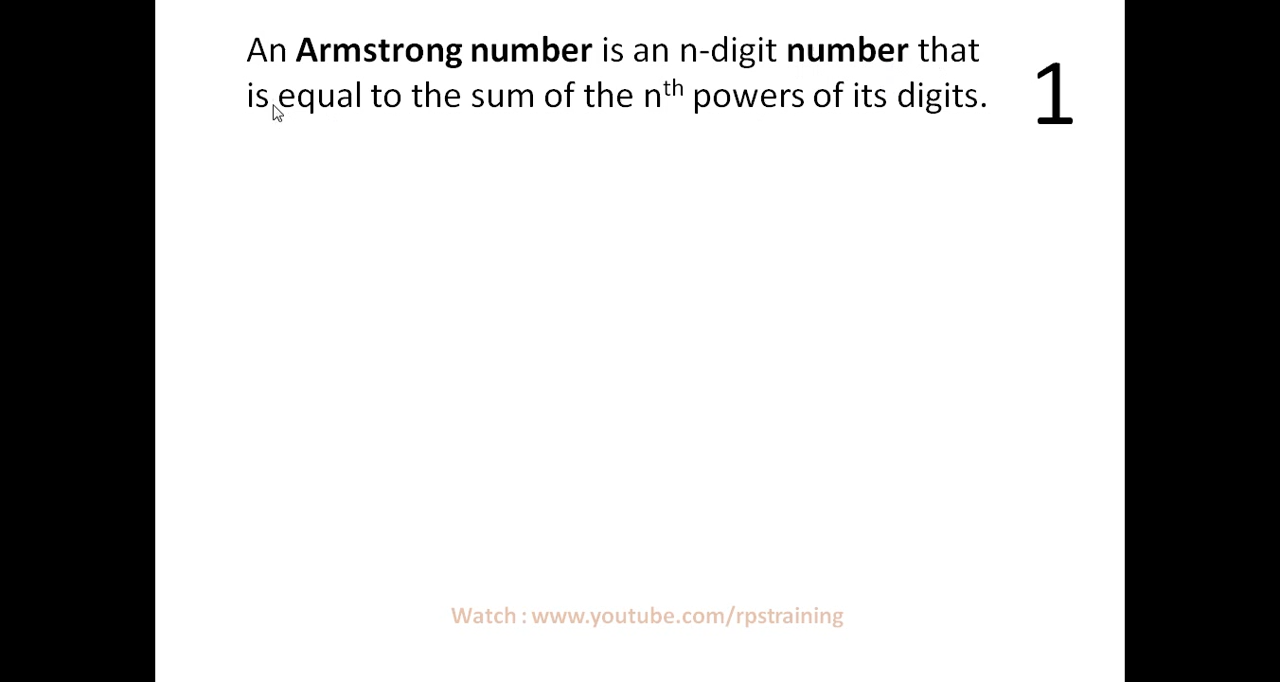 An Armstrong number is an n-digit number that
is equal to the sum of the nth powers of its digits.
1
Watch : www.youtube.com/rpstraining